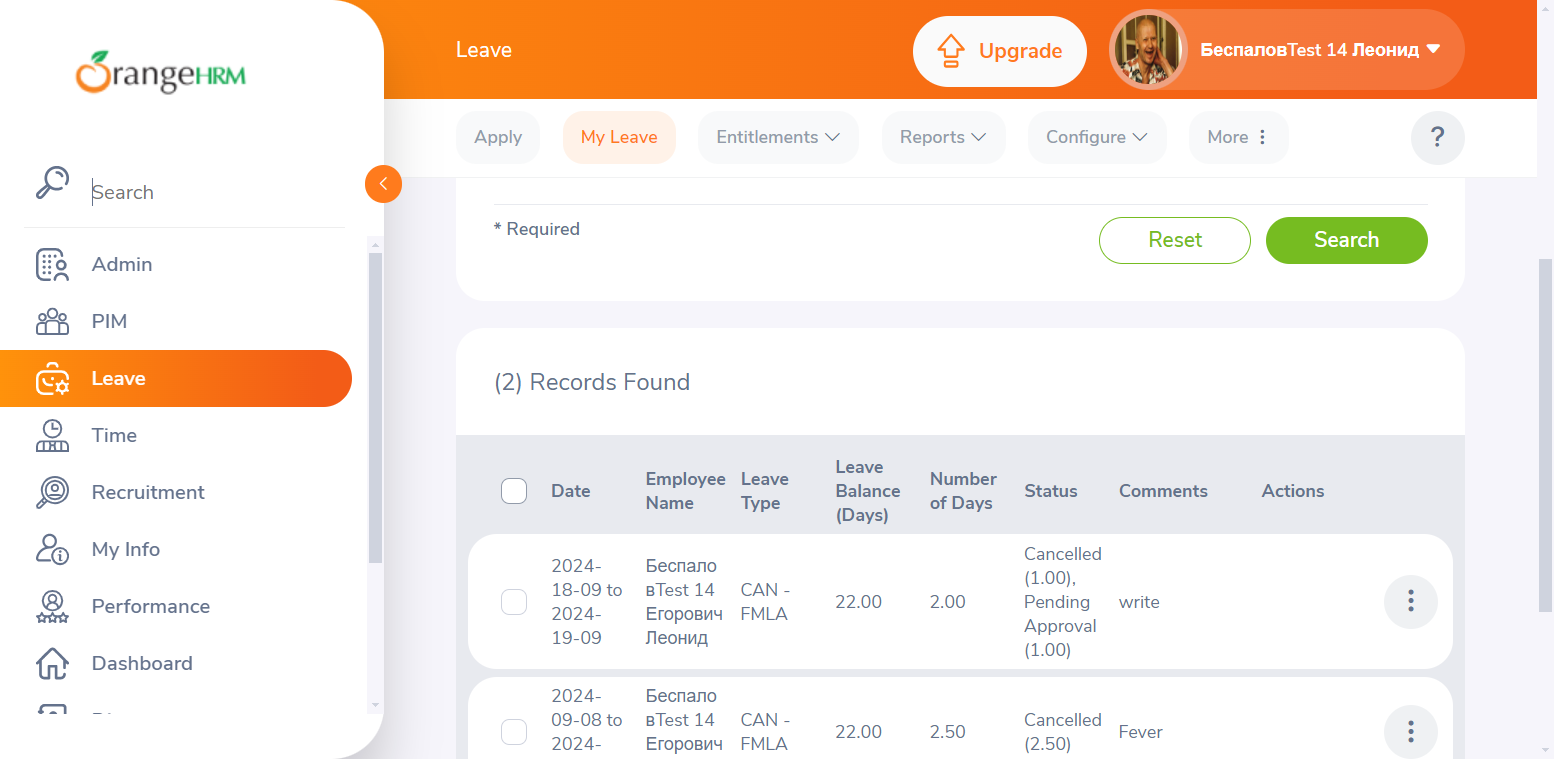 OrangeHRM
Search
Admin
PIM
Leave
Time
Recruitment
My Info
Performance
Dashboard
Leave
Upgrade
БеспаловTest 14 Леонид
Apply
My Leave
Entitlements
Reports
Configure
More
?
* Required
Reset
Search
(2) Records Found
Date
Employee
Name
Leave
Type
Leave
Balance
(Days)
Number
of Days
Status
Comments
Actions
2024-
18-09 to
2024-
19-09
Беспало
вTest 14
Егорович
Леонид
CAN -
FMLA
22.00
2.00
Cancelled
(1.00),
Pending
Approval
(1.00)
write
2024-
09-08 to
2024-
Беспало
вTest 14
Егорович
CAN -
FMLA
22.00
2.50
Cancelled
(2.50)
Fever